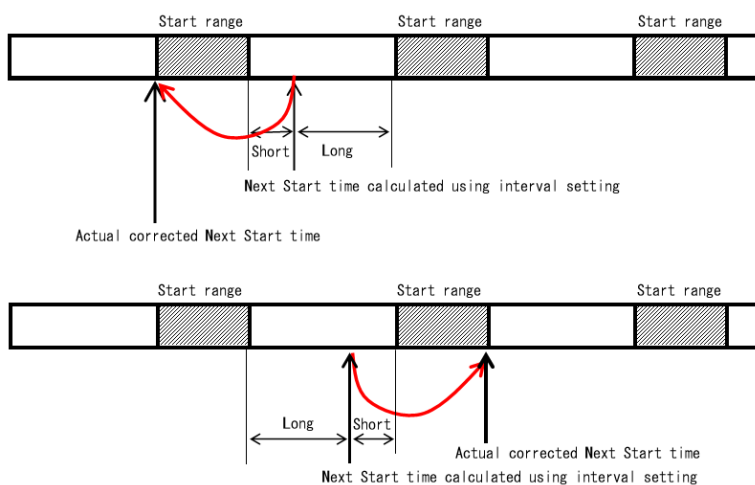 Start range Start range Start range
Short Long
Next Start time calculated using interval setting
Actual corrected Next Start time
Start range Start range Start range
Long Short
Actual corrected Next Start time
Next Start time calculated using interval setting